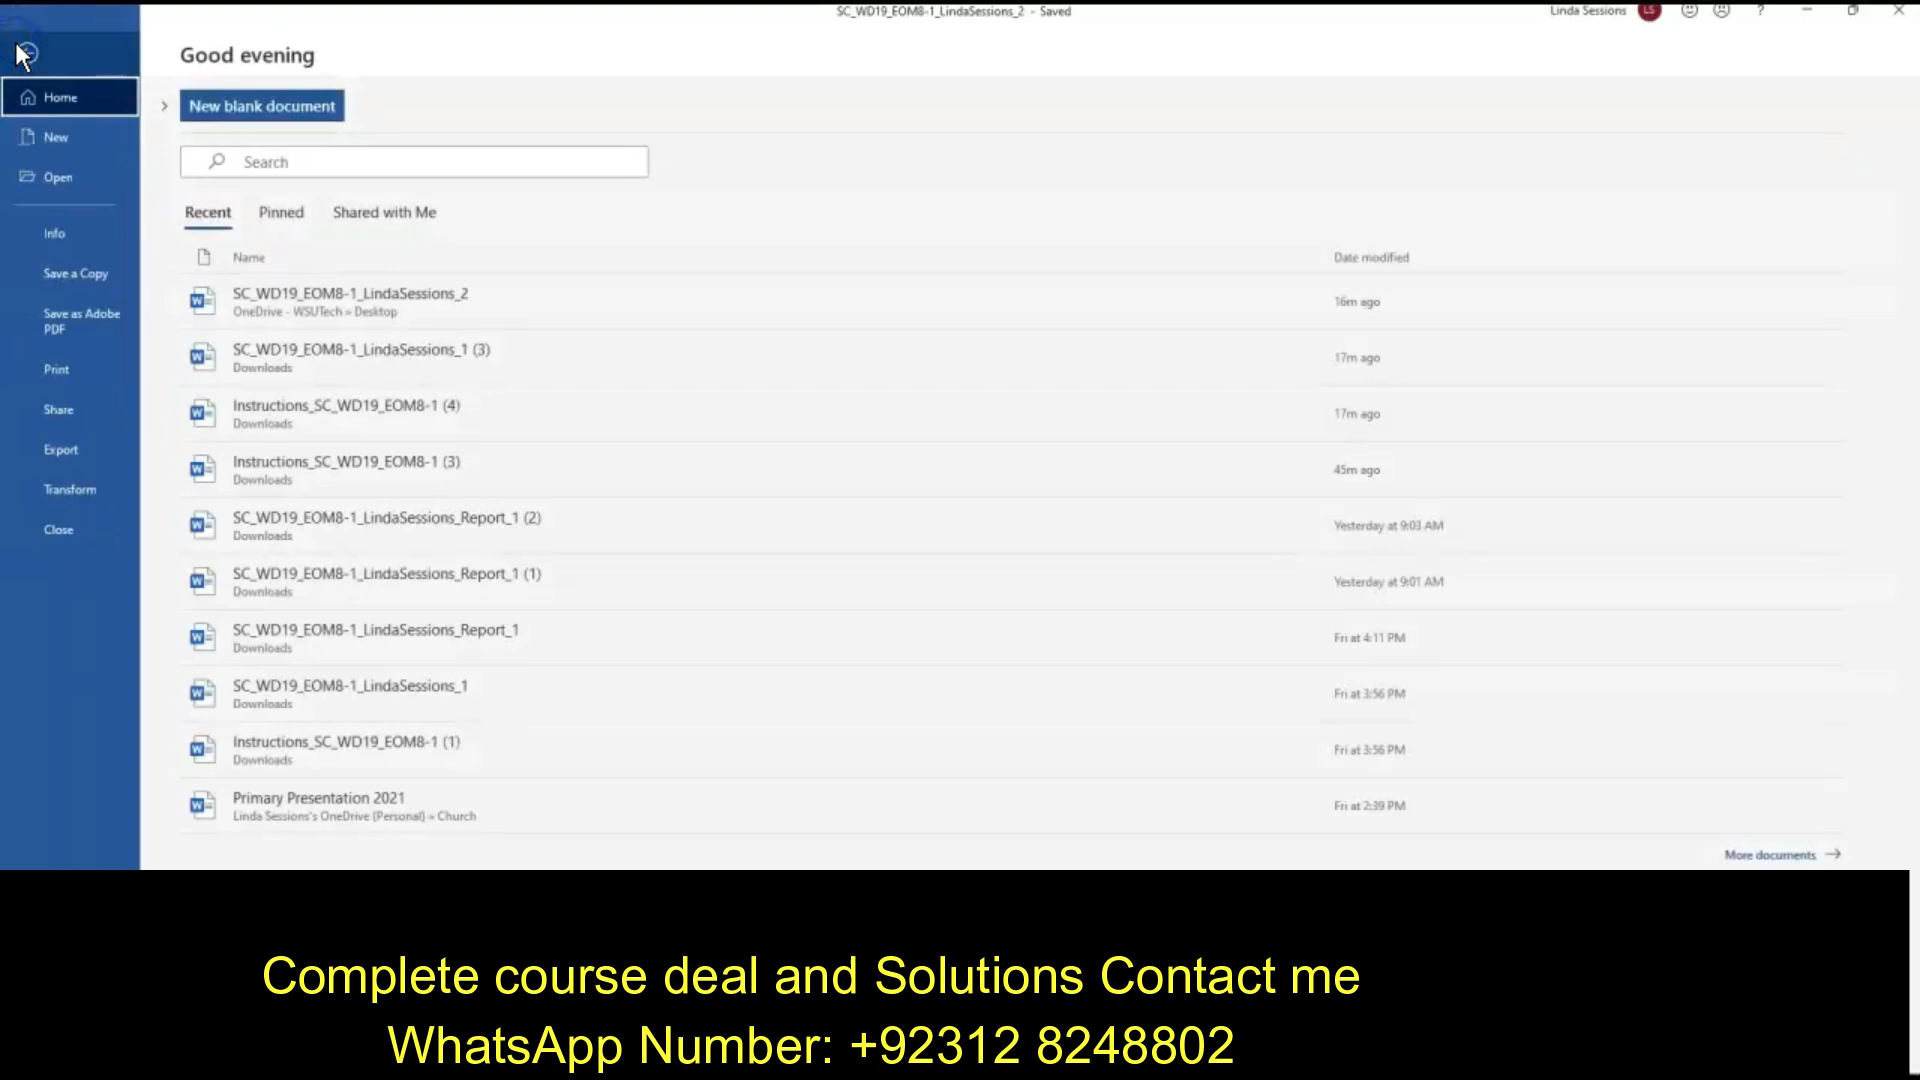 SC_WD19_EOM8-1_LindaSessions_2 - Saved
Linda Sessions LS ?
Good evening
Home
New blank document
New
Search
Open
Recent Pinned Shared with Me
Info
Name Date modified
Save a Copy
SC_WD19_EOM8-1_LindaSessions_2
OneDrive - WSUTech » Desktop
16m ago
Save as Adobe
PDF
SC_WD19_EOM8-1_LindaSessions_1 (3)
Downloads
17m ago
Print
Share
Instructions_SC_WD19_EOM8-1 (4)
Downloads
17m ago
Export
Instructions_SC_WD19_EOM8-1 (3)
Downloads
45m ago
Transform
Close
SC_WD19_EOM8-1_LindaSessions_Report_1 (2)
Downloads
Yesterday at 9:03 AM
SC_WD19_EOM8-1_LindaSessions_Report_1 (1)
Downloads
Yesterday at 9:01 AM
SC_WD19_EOM8-1_LindaSessions_Report_1
Downloads
Fri at 4:11 PM
SC_WD19_EOM8-1_LindaSessions_1
Downloads
Fri at 3:56 PM
Instructions_SC_WD19_EOM8-1 (1)
Downloads
Fri at 3:56 PM
Primary Presentation 2021
Linda Sessions's OneDrive (Personal) » Church
Fri at 2:39 PM
More documents →
Complete course deal and Solutions Contact me
WhatsApp Number: +92312 8248802